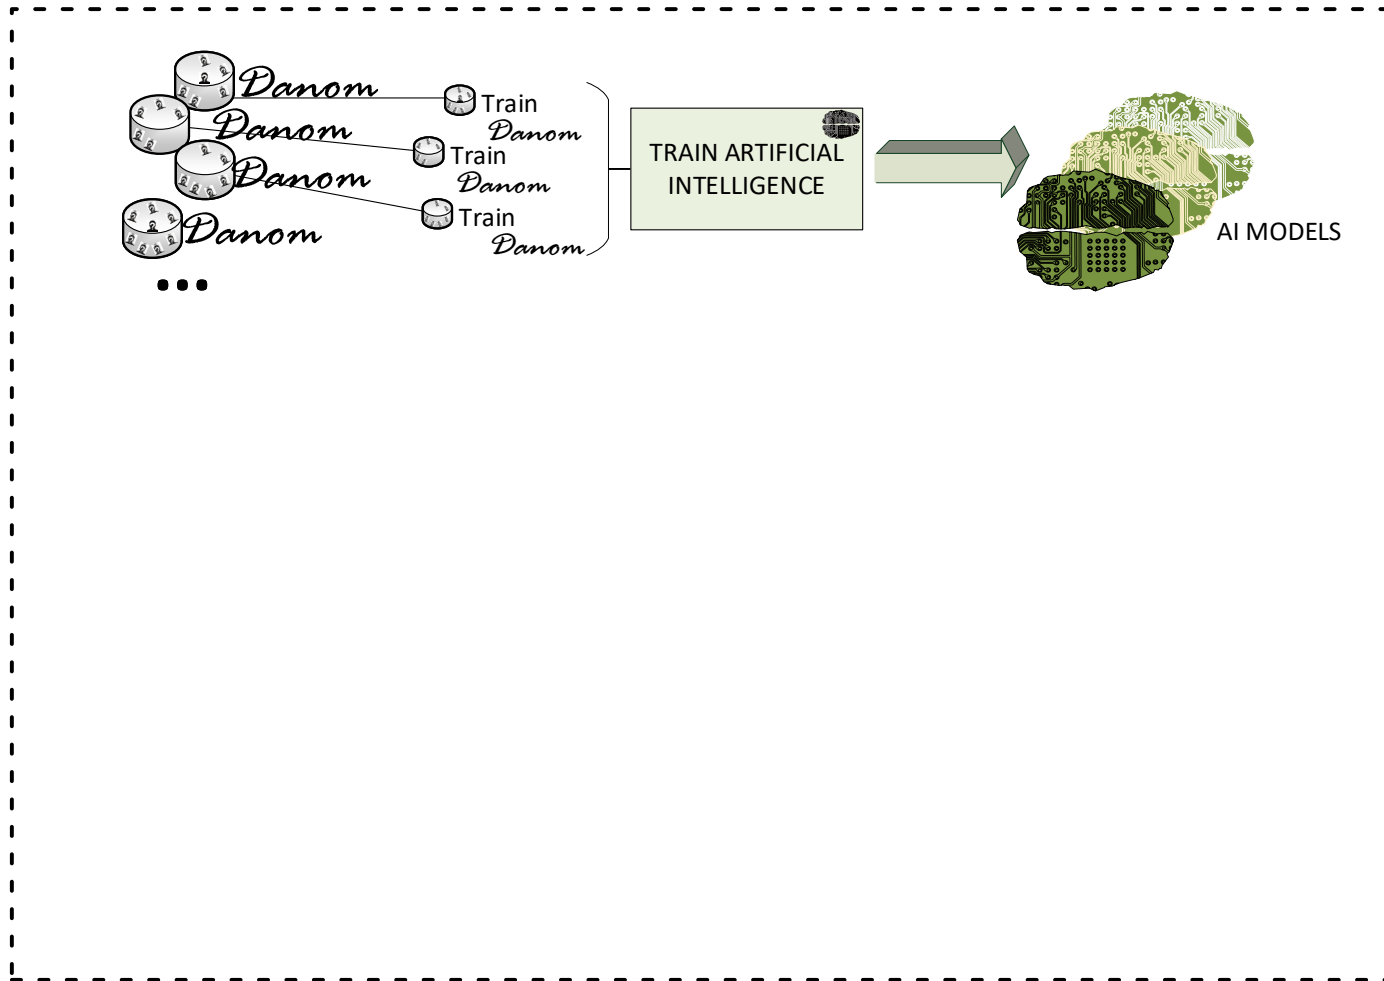 Danom
Danom
Danom
Danom
...
Train
Danom
Train
Danom
Train
Danom
TRAIN ARTIFICIAL
INTELLIGENCE
AI MODELS